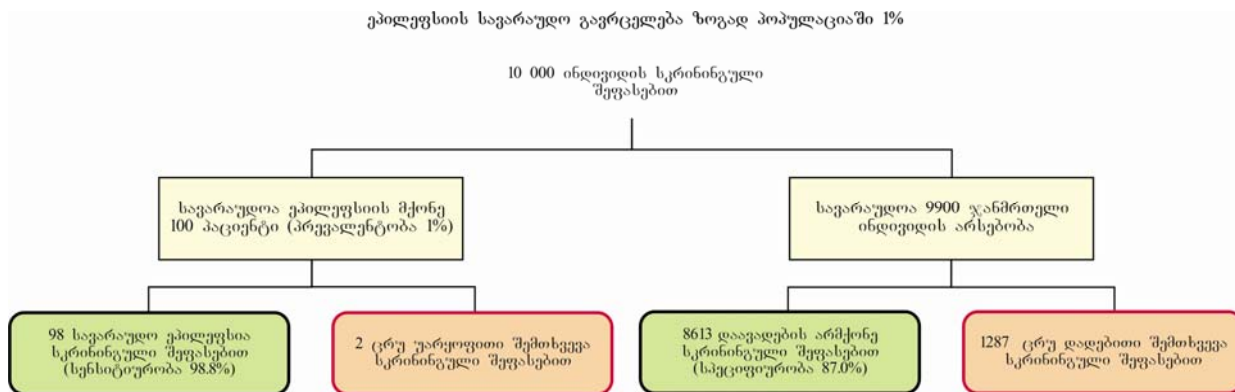 ეპილეფსიის სავარაუდო გავრცელება ზოგად პოპულაციაში 1%
10 000 ინდივიდის სკრინინგული
შეფასებით
სავარაუდოა ეპილეფსიის მქონე
100 პაციენტი (პრევალენტობა 1%)
სავარაუდოა 9900 ჯანმრთელი
ინდივიდის არსებობა
98 სავარაუდო ეპილეფსია
სკრინინგული შეფასებით
(სენსიტიურობა 98.8%)
2 ცრუ უარყოფითი შემთხვევა
სკრინინგული შეფასებით
8613 დაავადების არმქონე
სკრინინგული შეფასებით
(სპეციფიურობა 87.0%)
1287 ცრუ დადებითი შემთხვევა
სკრინინგული შეფასებით